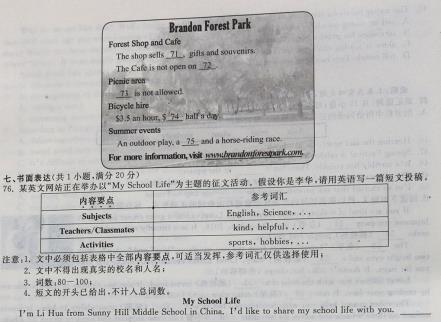 Brandon Forest Park
Forest Shop and Cafe
The shop sells 71 , gifts and souvenirs.
The Cafe is not open on 72 .
Picnic area
73 is not allowed.
Bicycle hire
$3.5 an hour, $ 74 half a day
Summer events
An outdoor play, a 75 and a horse-riding race.
For more information, visit www.brandonforestpark.com.
七、书面表达(共1小题,满分20分)
76. 某英文网站正在举办以“My School Life”为主题的征文活动。假设你是李华,请用英语写一篇短文投稿。
内容要点 参考词汇
Subjects English, Science, ...
Teachers/Classmates kind, helpful, ...
Activities sports, hobbies, ...
注意:1. 文中必须包括表格中全部内容要点,可适当发挥,参考词汇仅供选择使用;
2. 文中不得出现真实的校名和人名;
3. 词数:80-100;
4. 短文的开头已给出,不计入总词数。
My School Life
I'm Li Hua from Sunny Hill Middle School in China. I'd like to share my school life with you.